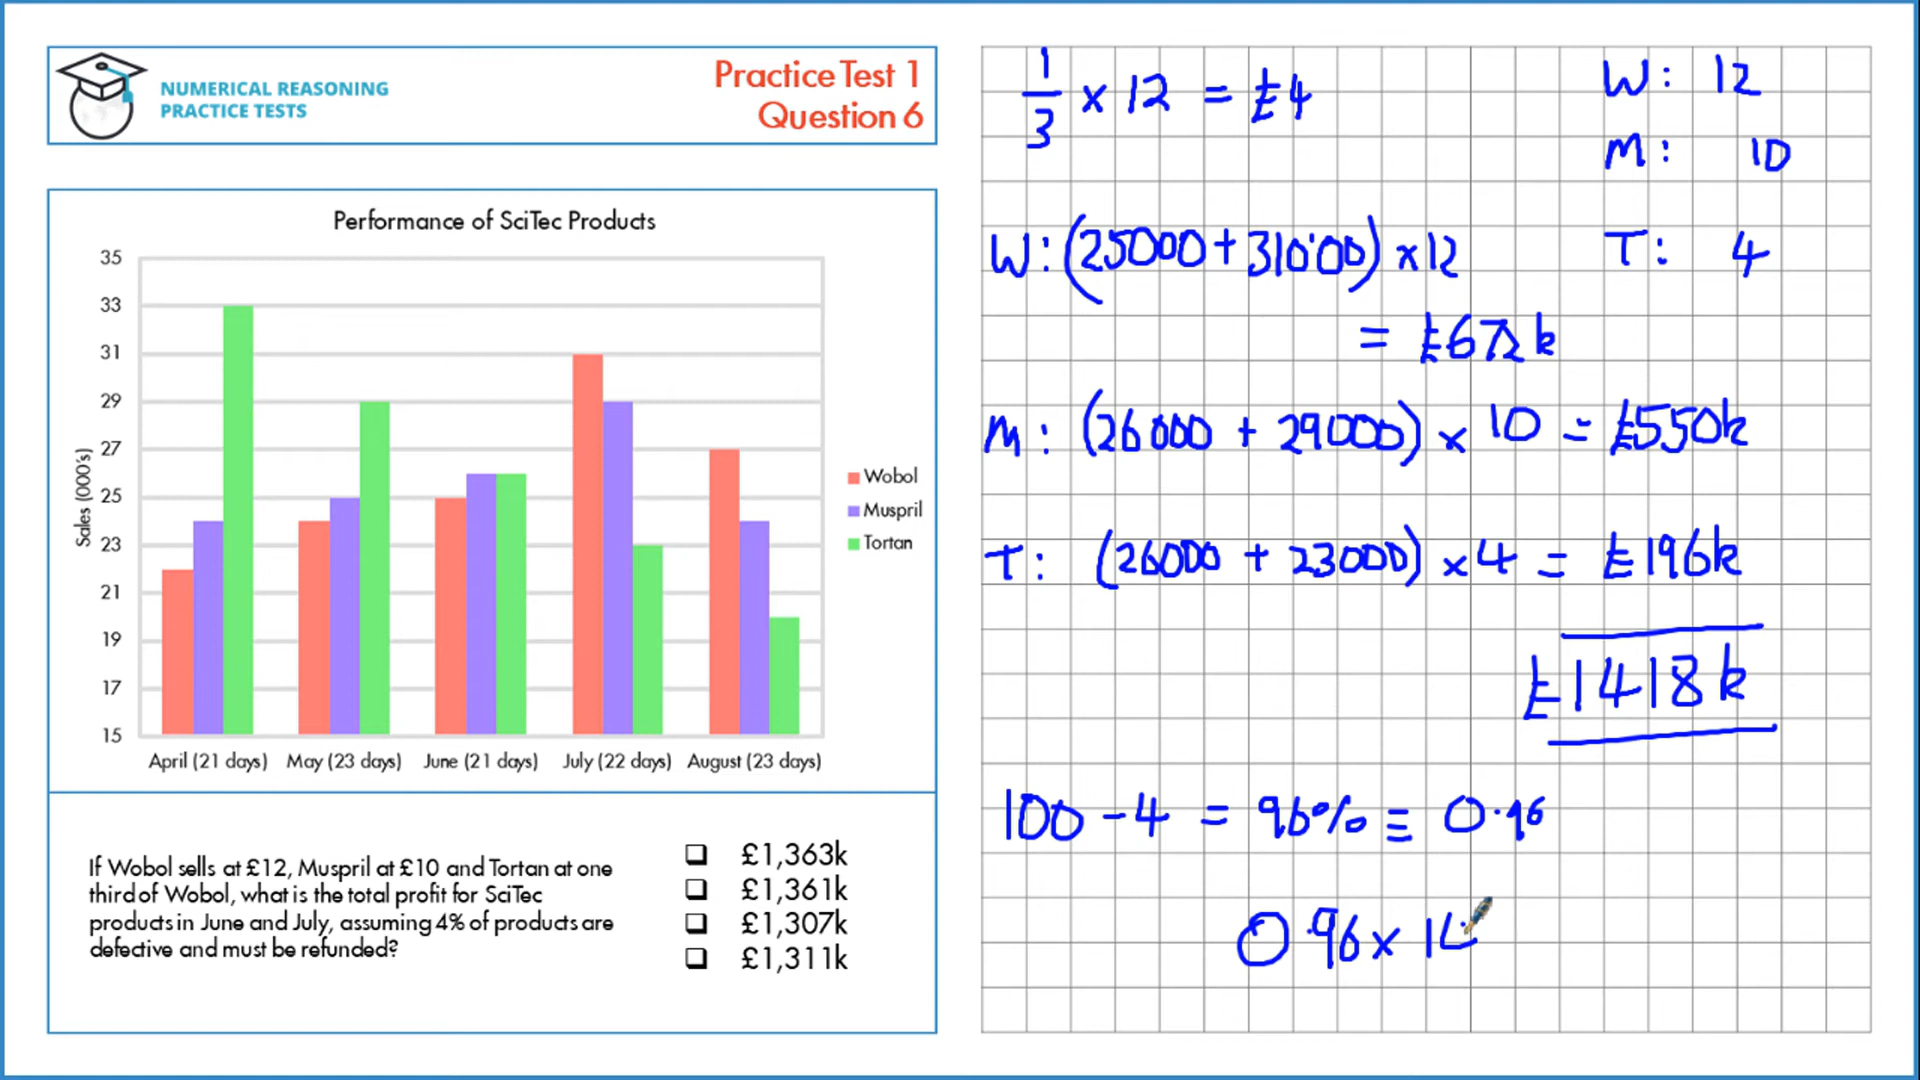 NUMERICAL REASONING
PRACTICE TESTS
Practice Test 1
Question 6
Performance of SciTec Products
35
33
31
29
27
25
23
21
19
17
15
Sales (000's)
April (21 days) May (23 days) June (21 days) July (22 days) August (23 days)
Wobol
Muspril
Tortan
If Wobol sells at £12, Muspril at £10 and Tortan at one
third of Wobol, what is the total profit for SciTec
products in June and July, assuming 4% of products are
defective and must be refunded?
£1,363k
£1,361k
£1,307k
£1,311k
1/3 × 12 = £4
W: 12
M: 10
T: 4
W: (25000 + 31000) × 12
= £672k
M: (26000 + 29000) × 10 = £550k
T: (26000 + 23000) × 4 = £196k
£1418k
100 - 4 = 96% ≡ 0.96
0.96 × 14